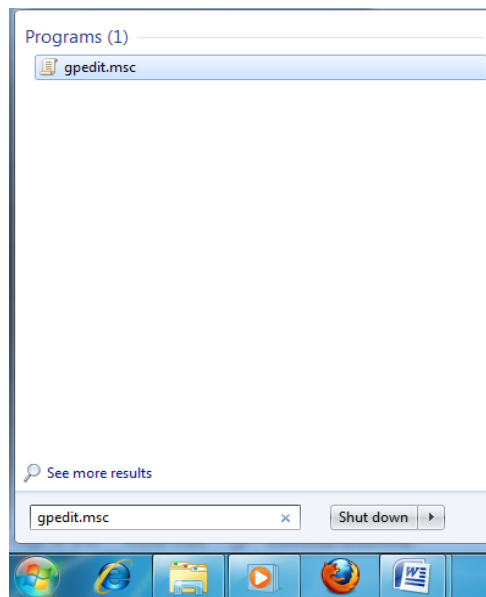 Programs (1)
gpedit.msc
See more results
gpedit.msc
Shut down